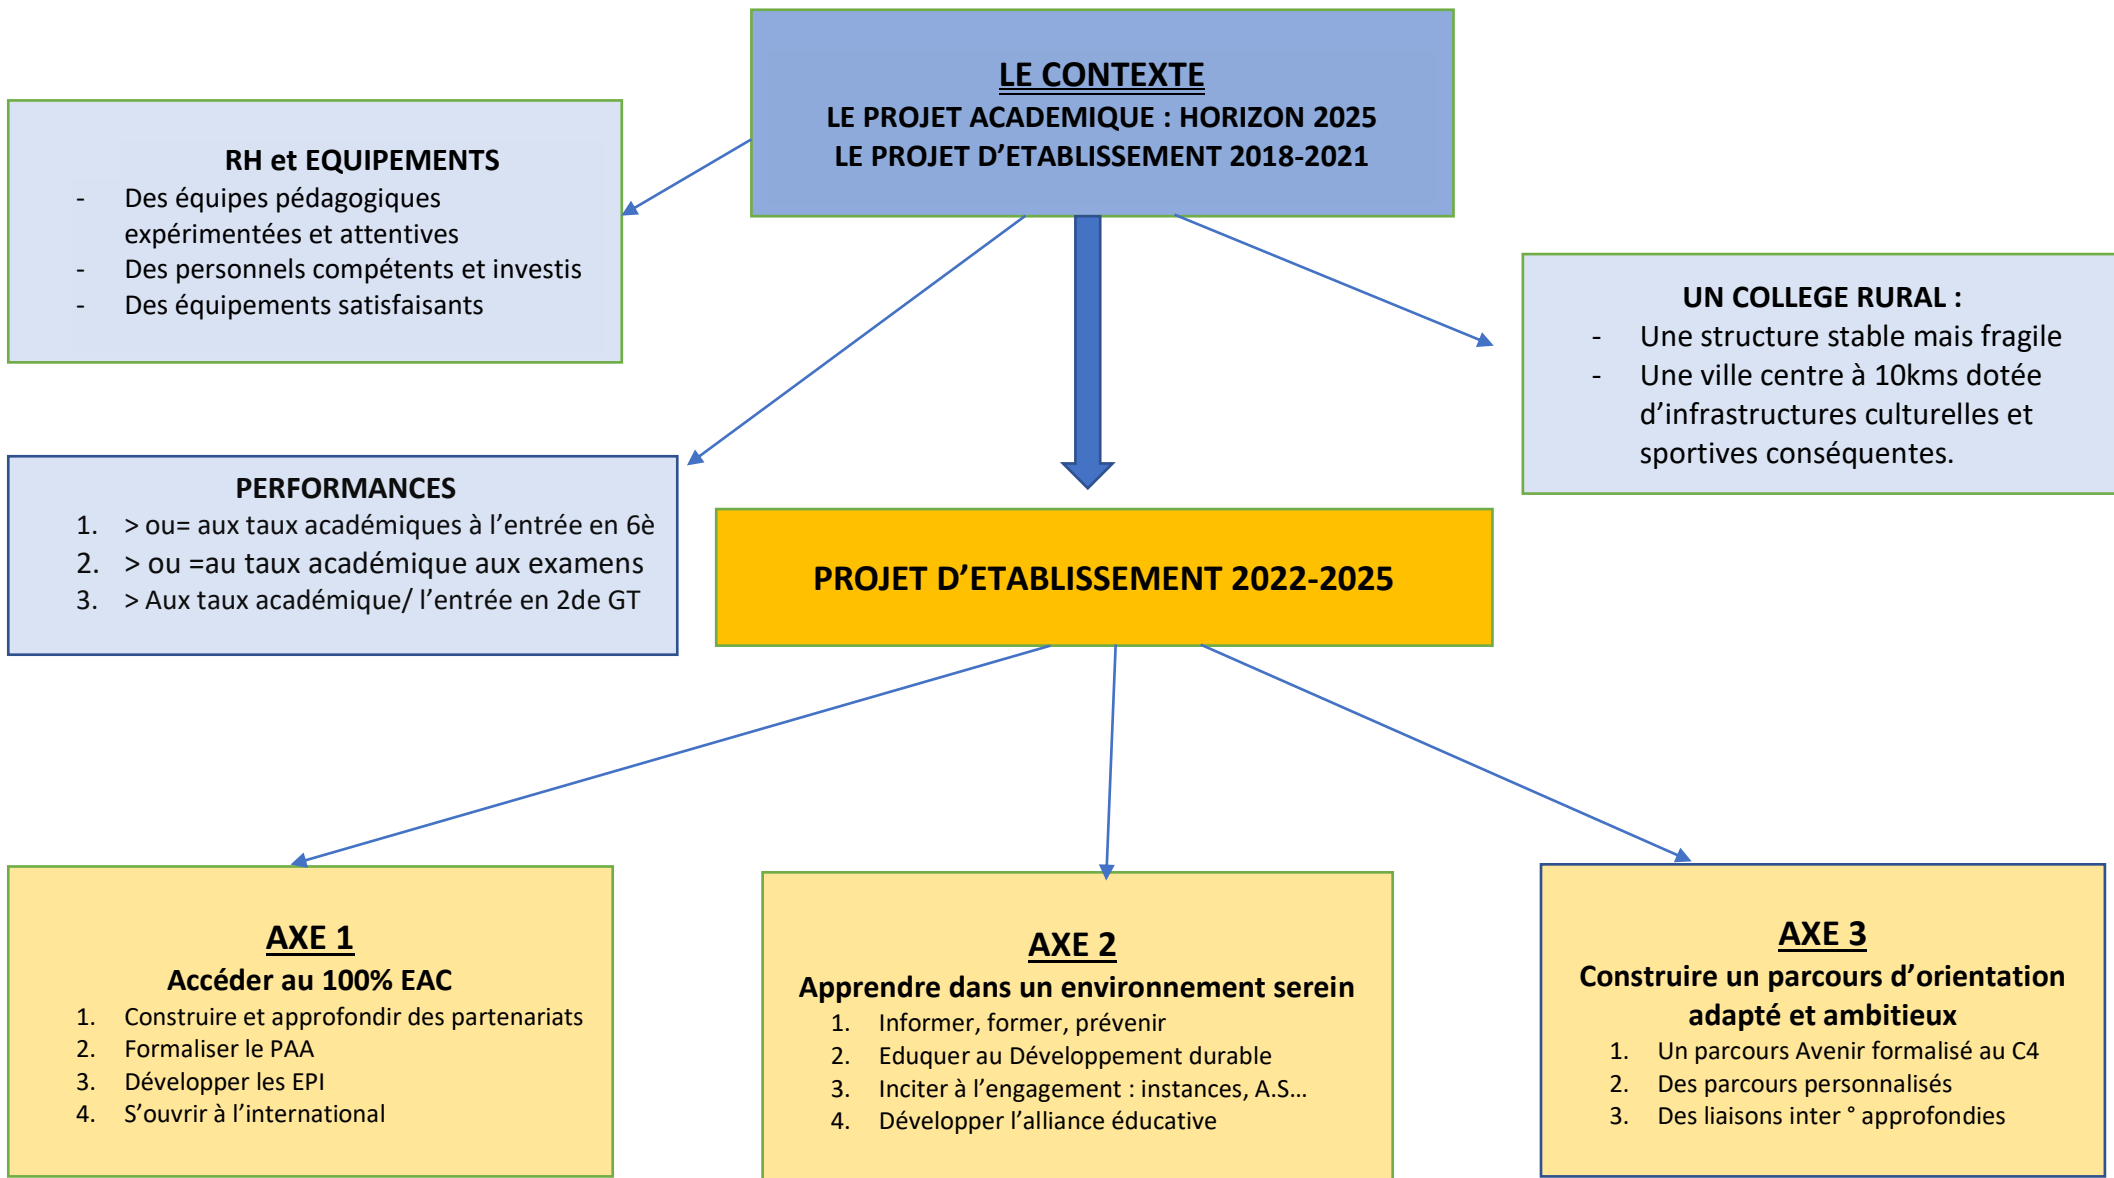 LE CONTEXTE
LE PROJET ACADEMIQUE : HORIZON 2025
LE PROJET D’ETABLISSEMENT 2018-2021
RH et EQUIPEMENTS
- Des équipes pédagogiques
expérimentées et attentives
- Des personnels compétents et investis
- Des équipements satisfaisants
UN COLLEGE RURAL :
- Une structure stable mais fragile
- Une ville centre à 10kms dotée
d’infrastructures culturelles et
sportives conséquentes.
PERFORMANCES
1. > ou= aux taux académiques à l’entrée en 6è
2. > ou =au taux académique aux examens
3. > Aux taux académique/ l’entrée en 2de GT
PROJET D’ETABLISSEMENT 2022-2025
AXE 1
Accéder au 100% EAC
1. Construire et approfondir des partenariats
2. Formaliser le PAA
3. Développer les EPI
4. S’ouvrir à l’international
AXE 2
Apprendre dans un environnement serein
1. Informer, former, prévenir
2. Eduquer au Développement durable
3. Inciter à l’engagement : instances, A.S…
4. Développer l’alliance éducative
AXE 3
Construire un parcours d’orientation
adapté et ambitieux
1. Un parcours Avenir formalisé au C4
2. Des parcours personnalisés
3. Des liaisons inter ° approfondies